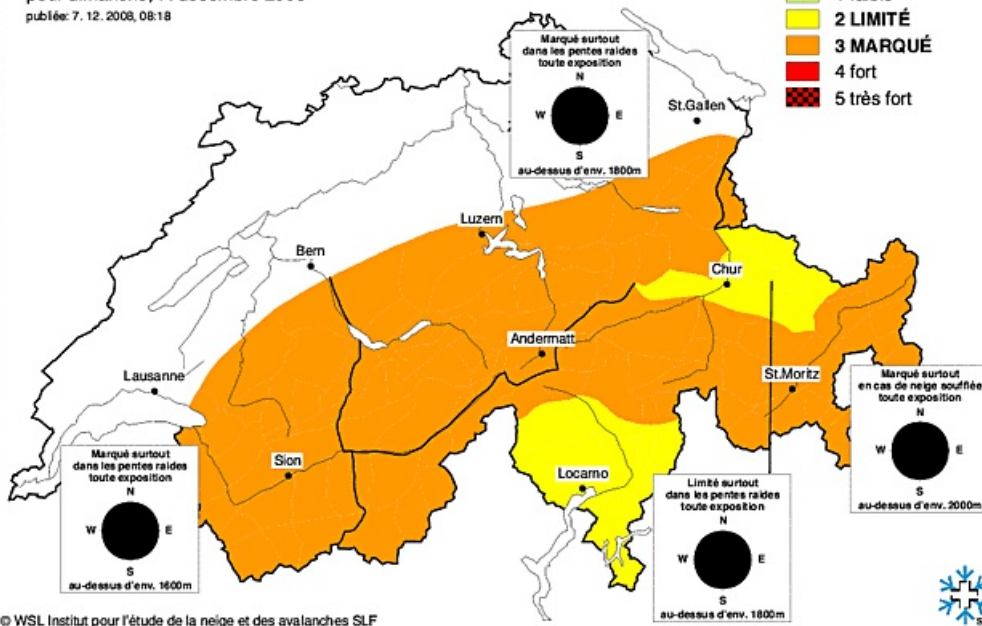 publiée: 7. 12. 2008, 08:18
2 LIMITÉ
3 MARQUÉ
4 fort
5 très fort
Marqué surtout
dans les pentes raides
toute exposition
N
W E
S
au-dessus d'env. 1800m
St.Gallen
Luzern
Bern
Chur
Andermatt
Lausanne
St.Moritz
Marqué surtout
en cas de neige soufflée
toute exposition
N
W E
S
au-dessus d'env. 2000m
Marqué surtout
dans les pentes raides
toute exposition
N
W E
S
au-dessus d'env. 1600m
Sion
Locarno
Limité surtout
dans les pentes raides
toute exposition
N
W E
S
au-dessus d'env. 1800m
© WSL Institut pour l'étude de la neige et des avalanches SLF